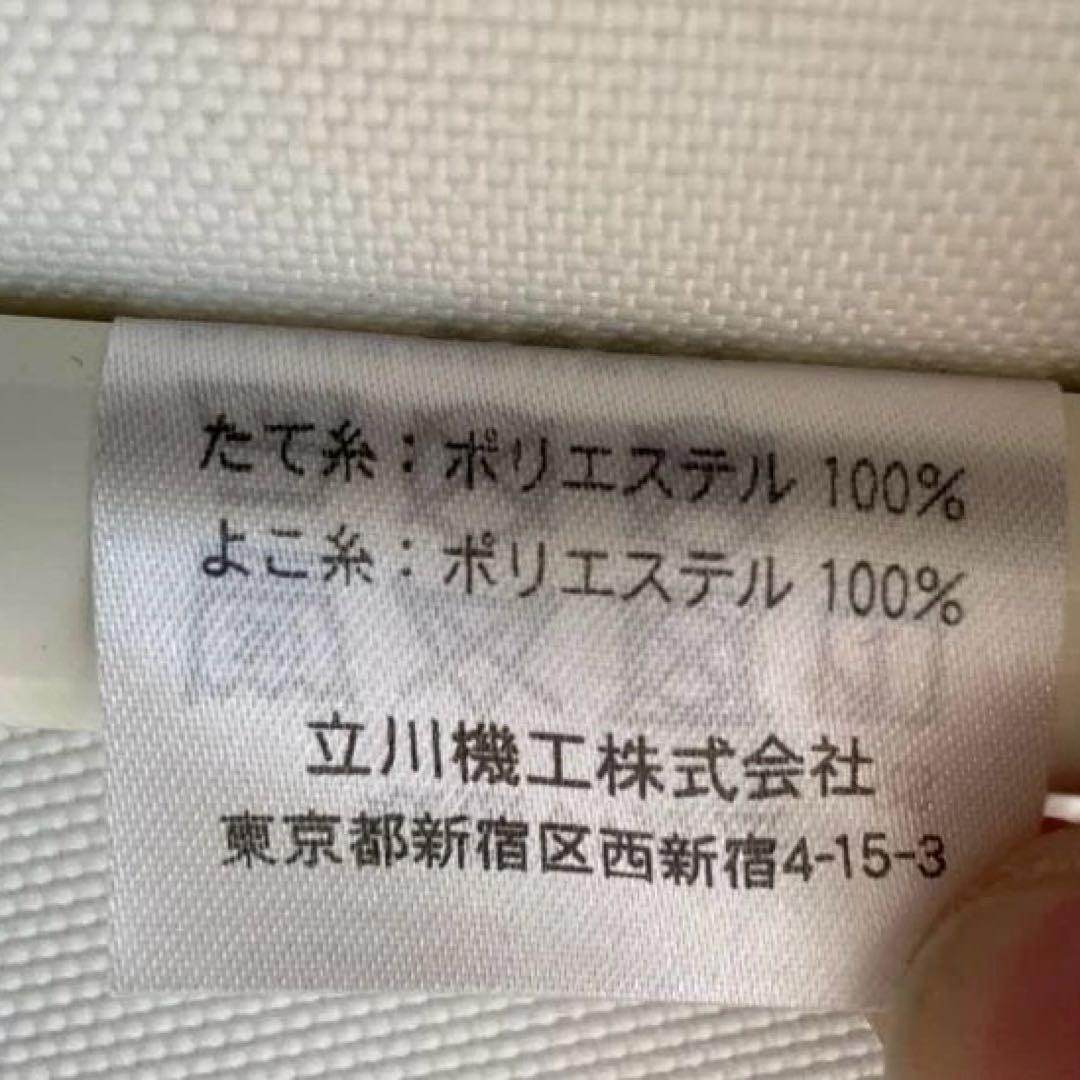 たて糸：ポリエステル 100%
よこ糸：ポリエステル 100%
立川機工株式会社
東京都新宿区西新宿4-15-3